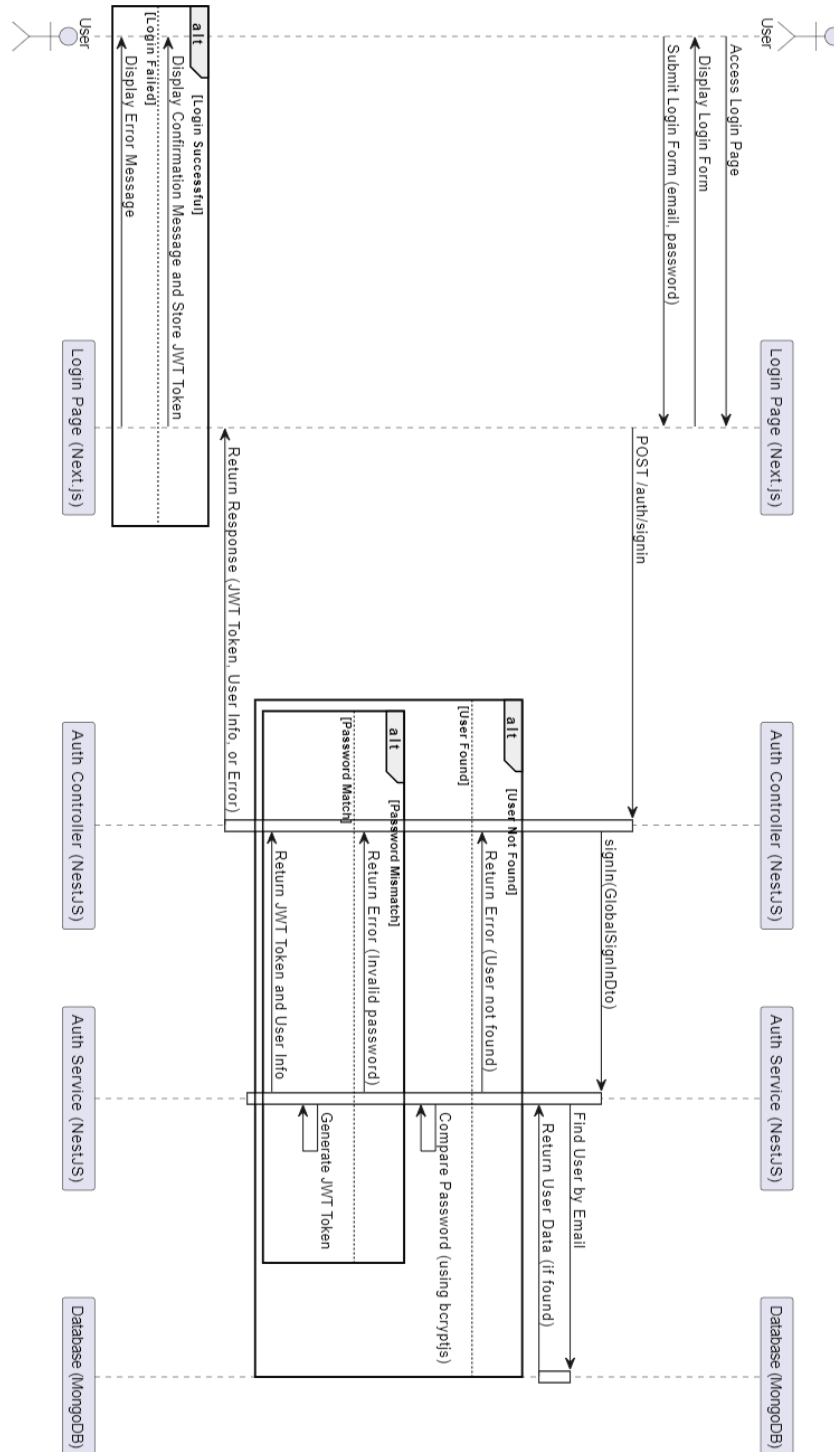 User
Login Page (Next.js)
Auth Controller (NestJS)
Auth Service (NestJS)
Database (MongoDB)
Access Login Page
Display Login Form
Submit Login Form (email, password)
POST /auth/signin
signIn(GlobalSignInDto)
Find User by Email
Return User Data (if found)
alt
[User Not Found]
Return Error (User not found)
[User Found]
Compare Password (using bcryptjs)
alt
[Password Mismatch]
Return Error (Invalid password)
[Password Match]
Generate JWT Token
Return JWT Token and User Info
Return Response (JWT Token, User Info, or Error)
alt
[Login Successful]
Display Confirmation Message and Store JWT Token
[Login Failed]
Display Error Message
User
Login Page (Next.js)
Auth Controller (NestJS)
Auth Service (NestJS)
Database (MongoDB)